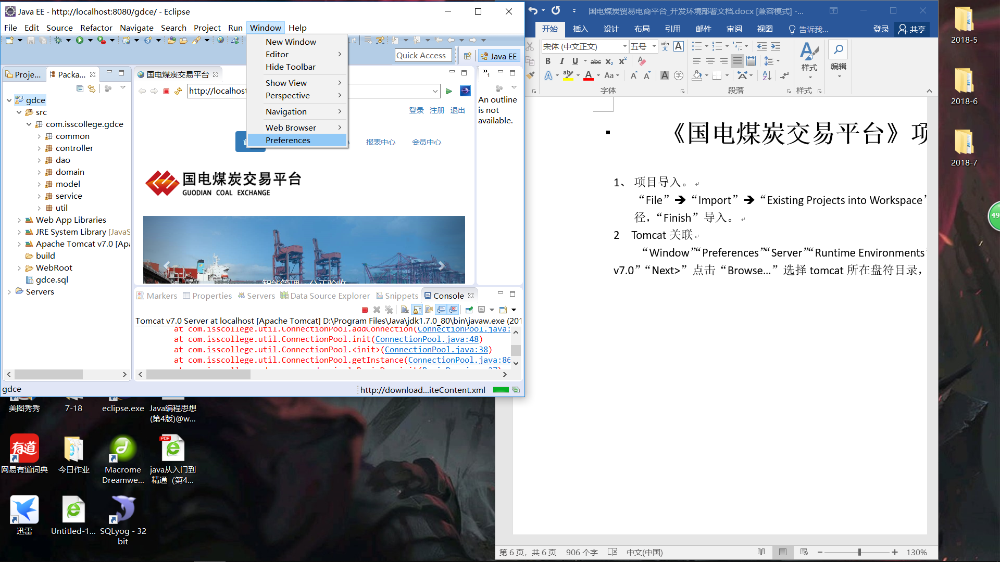 Java EE - http://localhost:8080/gdce/ - Eclipse
File Edit Source Refactor Navigate Search Project Run Window Help
New Window
Editor
Hide Toolbar
Show View
Perspective
Navigation
Web Browser
Preferences
Quick Access
Java EE
Proje...
Packa...
gdce
src
com.isscollege.gdce
common
controller
dao
domain
model
service
util
Web App Libraries
JRE System Library [JavaS
Apache Tomcat v7.0 [Apa
build
WebRoot
gdce.sql
Servers
国电煤炭交易平台
http://localhost
登录 注册 退出
报表中心 会员中心
国电煤炭交易平台
GUODIAN COAL EXCHANGE
An outline
is not
available.
Markers Properties Servers Data Source Explorer Snippets Console
Tomcat v7.0 Server at localhost [Apache Tomcat] D:\Program Files\Java\jdk1.7.0_80\bin\javaw.exe (201
at com.isscollege.util.ConnectionPool.addConnection(ConnectionPool.java:
at com.isscollege.util.ConnectionPool.init(ConnectionPool.java:48)
at com.isscollege.util.ConnectionPool.<init>(ConnectionPool.java:38)
at com.isscollege.util.ConnectionPool.getInstance(ConnectionPool.java:86
gdce
http://download...iteContent.xml
国电煤炭贸易电商平台_开发环境部署文档.docx [兼容模式] -...
开始 插入 设计 布局 引用 邮件 审阅 视图 告诉我... 登录 共享
宋体 (中文正文) 五号
样式
编辑
字体 段落 样式
《国电煤炭交易平台》项
1、 项目导入。
“File”➔“Import”➔“Existing Projects into Workspace”
径，“Finish”导入。
2 Tomcat 关联
“Window”“Preferences”“Server”“Runtime Environments
v7.0”“Next>”点击“Browse...”选择 tomcat 所在盘符目录，
第 6 页，共 6 页 906 个字 中文(中国) 130%
2018-5
2018-6
2018-7
49
美图秀秀
7-18
eclipse.exe
Java编程思想
(第4版)@w...
网易有道词典
今日作业
Macrome
Dreamwe...
java从入门到
精通（第4...
迅雷
Untitled-1...
SQLyog - 32
bit